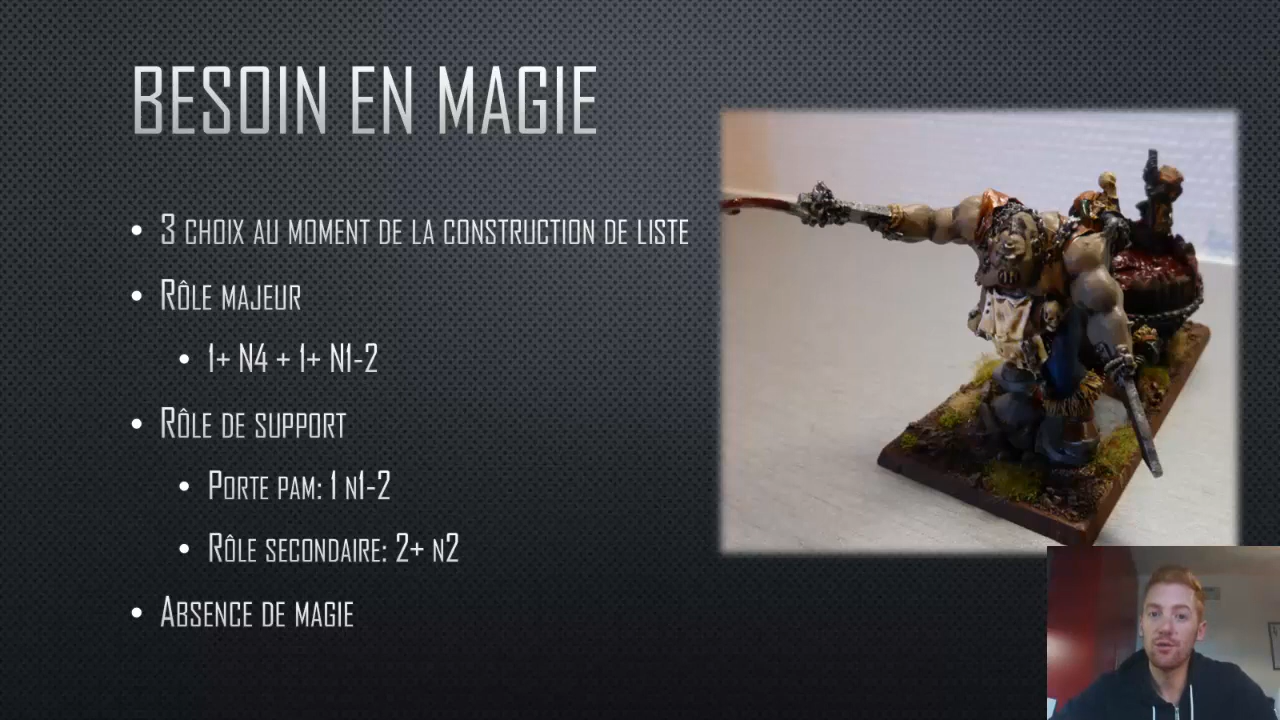 BESOIN EN MAGIE
• 3 CHOIX AU MOMENT DE LA CONSTRUCTION DE LISTE
• RÔLE MAJEUR
• 1+ N4 + 1+ N1-2
• RÔLE DE SUPPORT
• PORTE PAM: 1 N1-2
• RÔLE SECONDAIRE: 2+ N2
• ABSENCE DE MAGIE